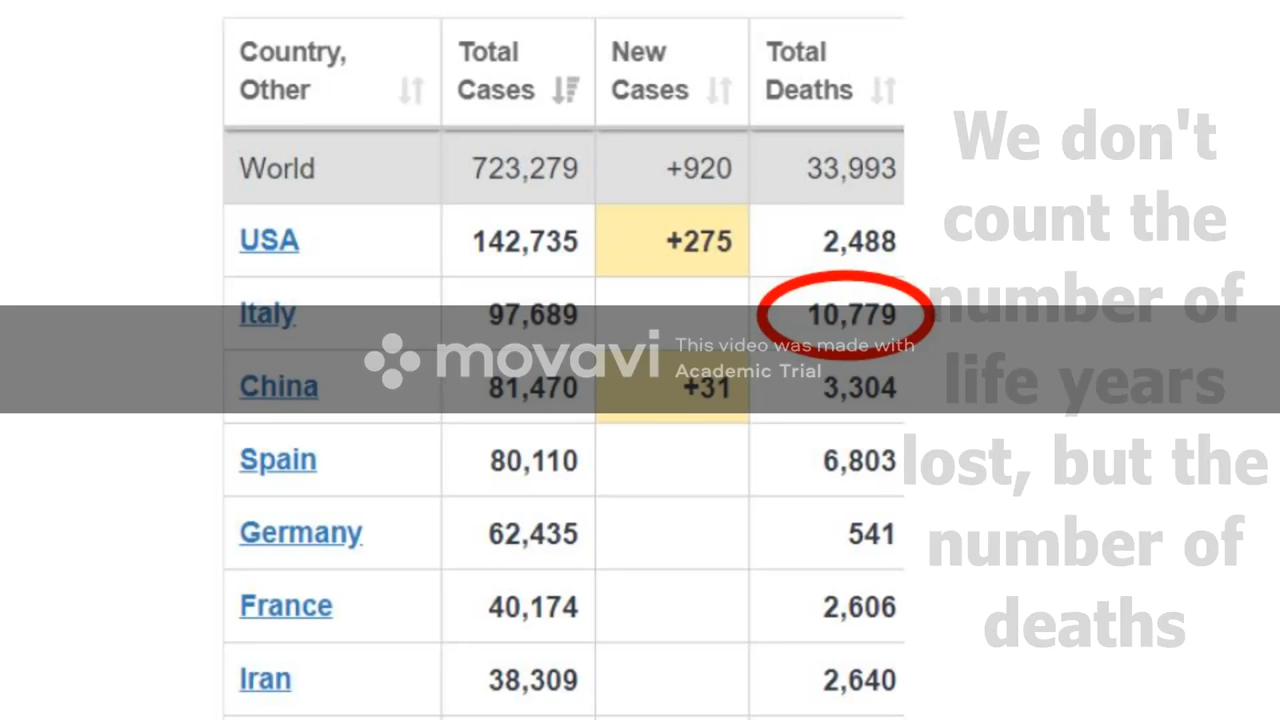 Country, Other Total Cases New Cases Total Deaths
World 723,279 +920 33,993
USA 142,735 +275 2,488
Italy 97,689 10,779
China 81,470 +31 3,304
Spain 80,110 6,803
Germany 62,435 541
France 40,174 2,606
Iran 38,309 2,640
We don't
count the
number of
life years
lost, but the
number of
deaths
movavi
This video was made with
Academic Trial